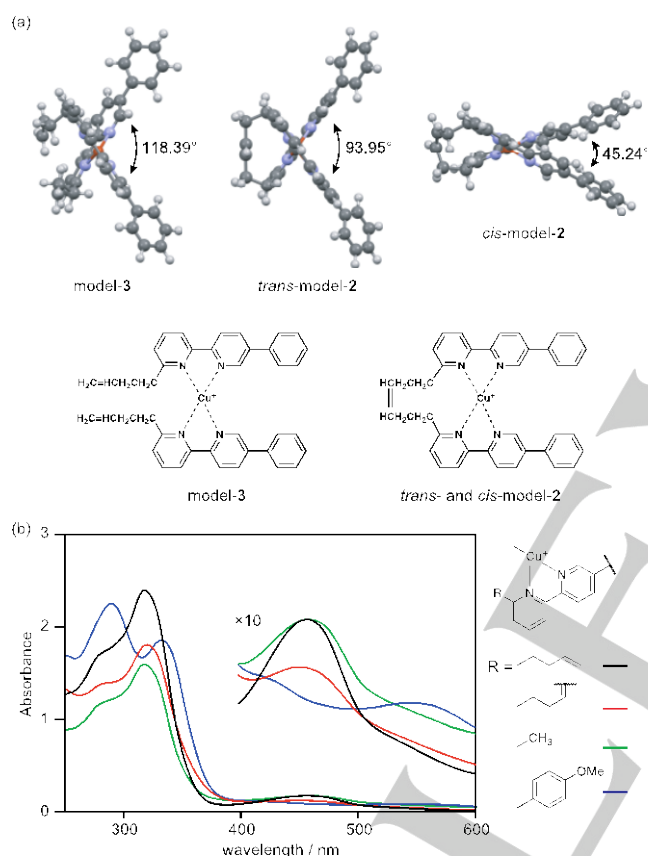 (a)
118.39°
93.95°
45.24°
model-3
trans-model-2
cis-model-2
H₂C=HCH₂CH₂C
H₂C=HCH₂CH₂C
N
N
Cu⁺
N
N
model-3
HCH₂CH₂C
HCH₂CH₂C
N
N
Cu⁺
N
N
trans- and cis-model-2
(b)
3
2
1
0
Absorbance
×10
300
400
500
600
wavelength / nm
Cu⁺
N
N
R
R =
CH₃
OMe